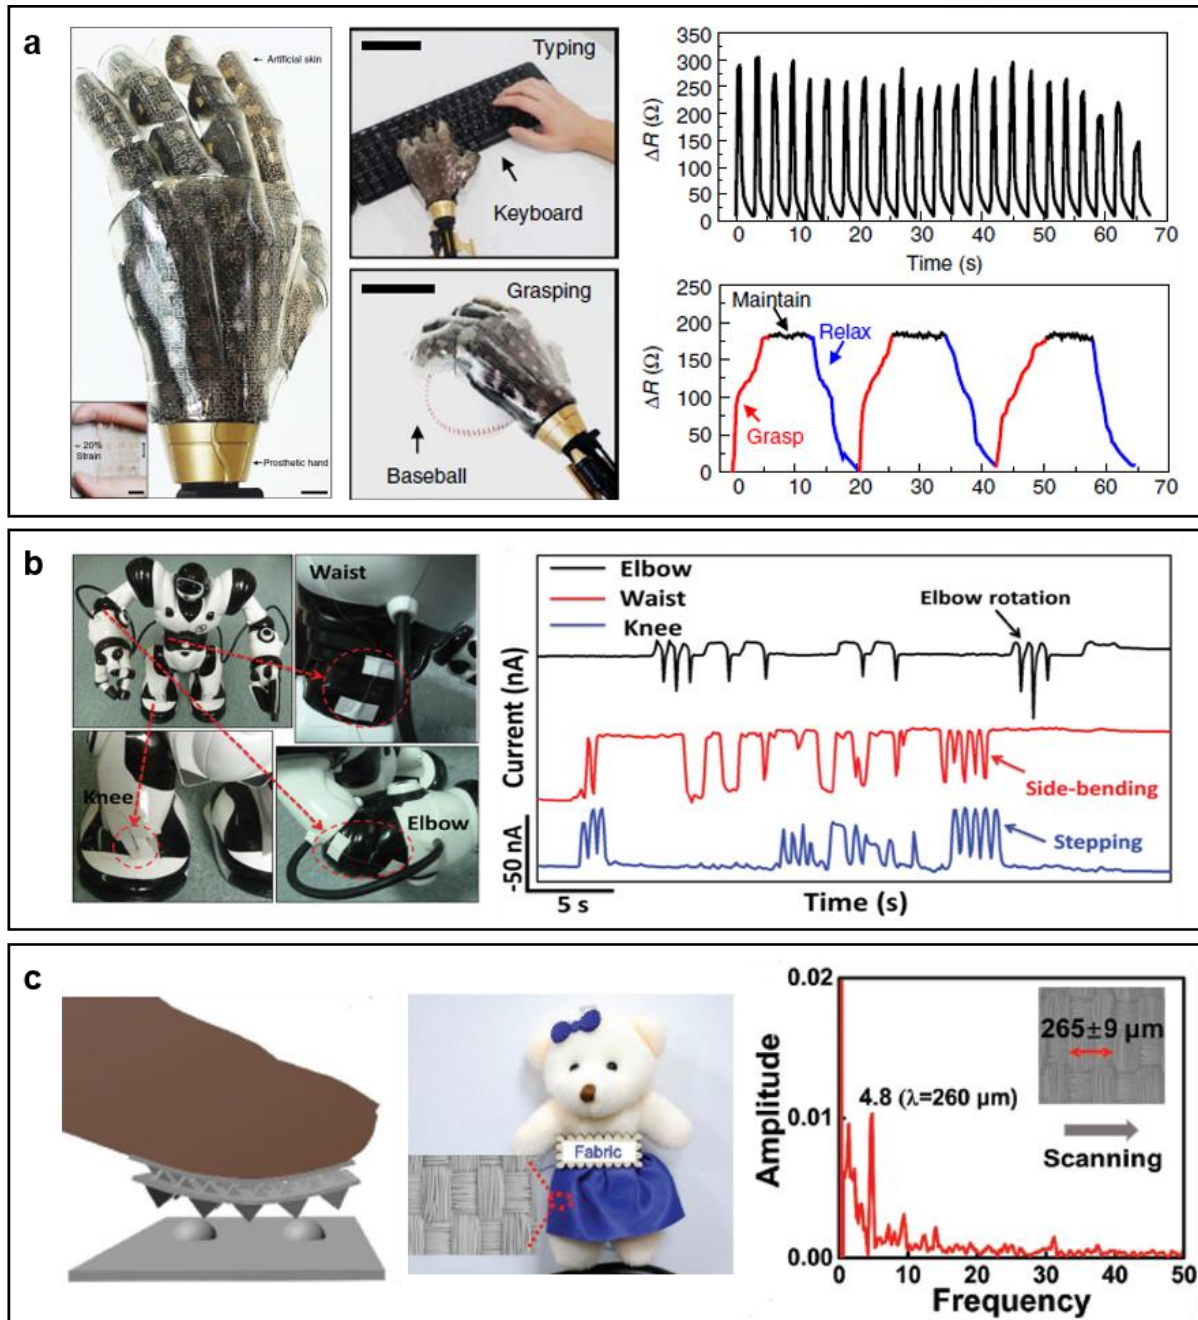 a
Artificial skin
~ 20%
Strain
Prosthetic hand
Typing
Keyboard
Grasping
Baseball
ΔR (Ω)
350
300
250
200
150
100
50
0
0 10 20 30 40 50 60 70
Time (s)
ΔR (Ω)
250
200
150
100
50
0
Maintain
Relax
Grasp
0 10 20 30 40 50 60 70
b
Waist
Knee
Elbow
Current (nA)
Elbow
Waist
Knee
Elbow rotation
Side-bending
Stepping
-50 nA
5 s
Time (s)
c
Fabric
Amplitude
0.02
0.01
0.00
265±9 µm
4.8 (λ=260 µm)
Scanning
0 10 20 30 40 50
Frequency